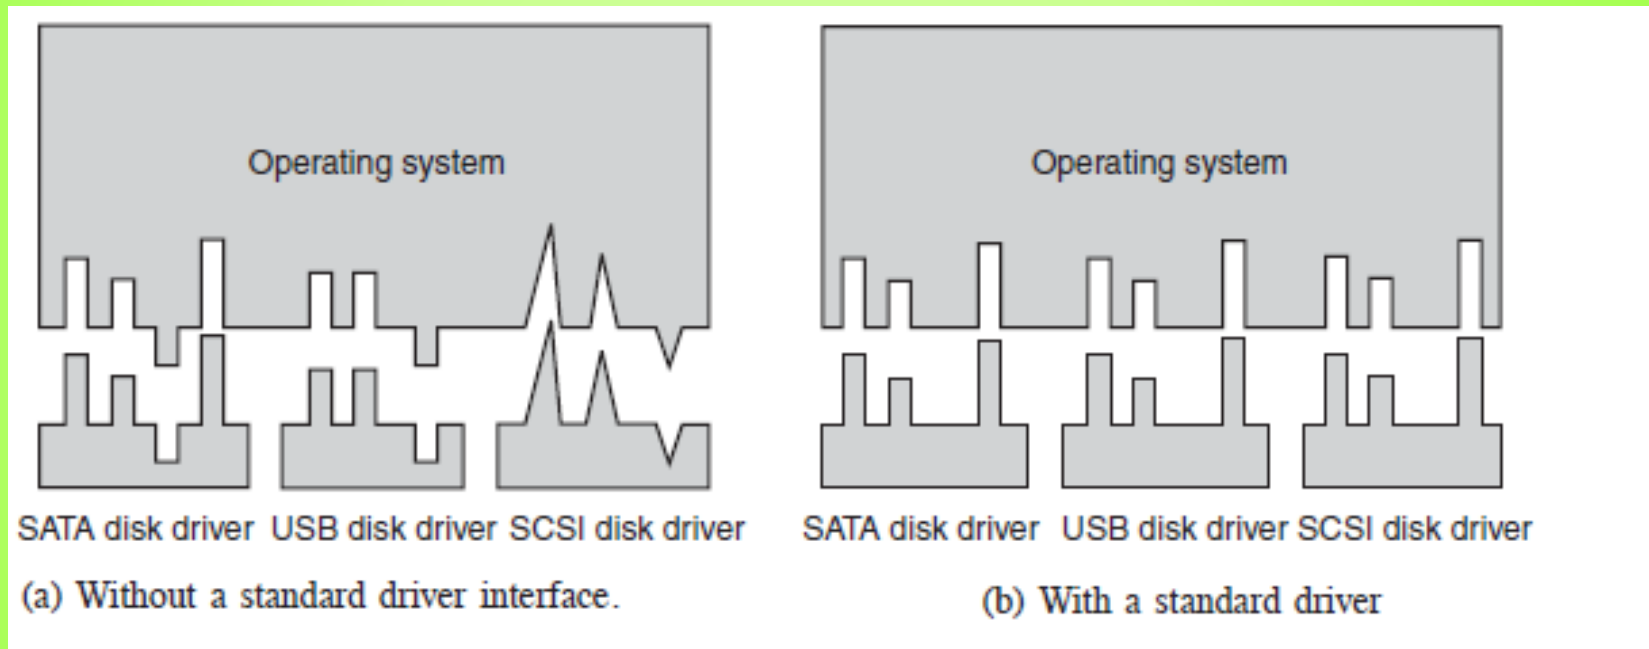 Operating system
SATA disk driver USB disk driver SCSI disk driver
(a) Without a standard driver interface.
Operating system
SATA disk driver USB disk driver SCSI disk driver
(b) With a standard driver